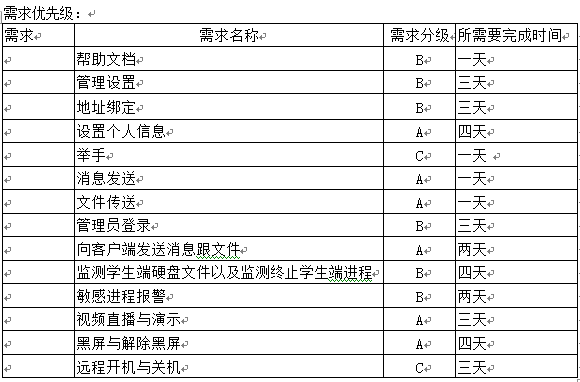 需求优先级：
需求 需求名称 需求分级 所需要完成时间
帮助文档 B 一天
管理设置 B 三天
地址绑定 B 三天
设置个人信息 A 四天
举手 C 一天
消息发送 A 一天
文件传送 A 一天
管理员登录 B 三天
向客户端发送消息跟文件 A 两天
监测学生端硬盘文件以及监测终止学生端进程 B 四天
敏感进程报警 B 两天
视频直播与演示 A 三天
黑屏与解除黑屏 A 四天
远程开机与关机 C 三天